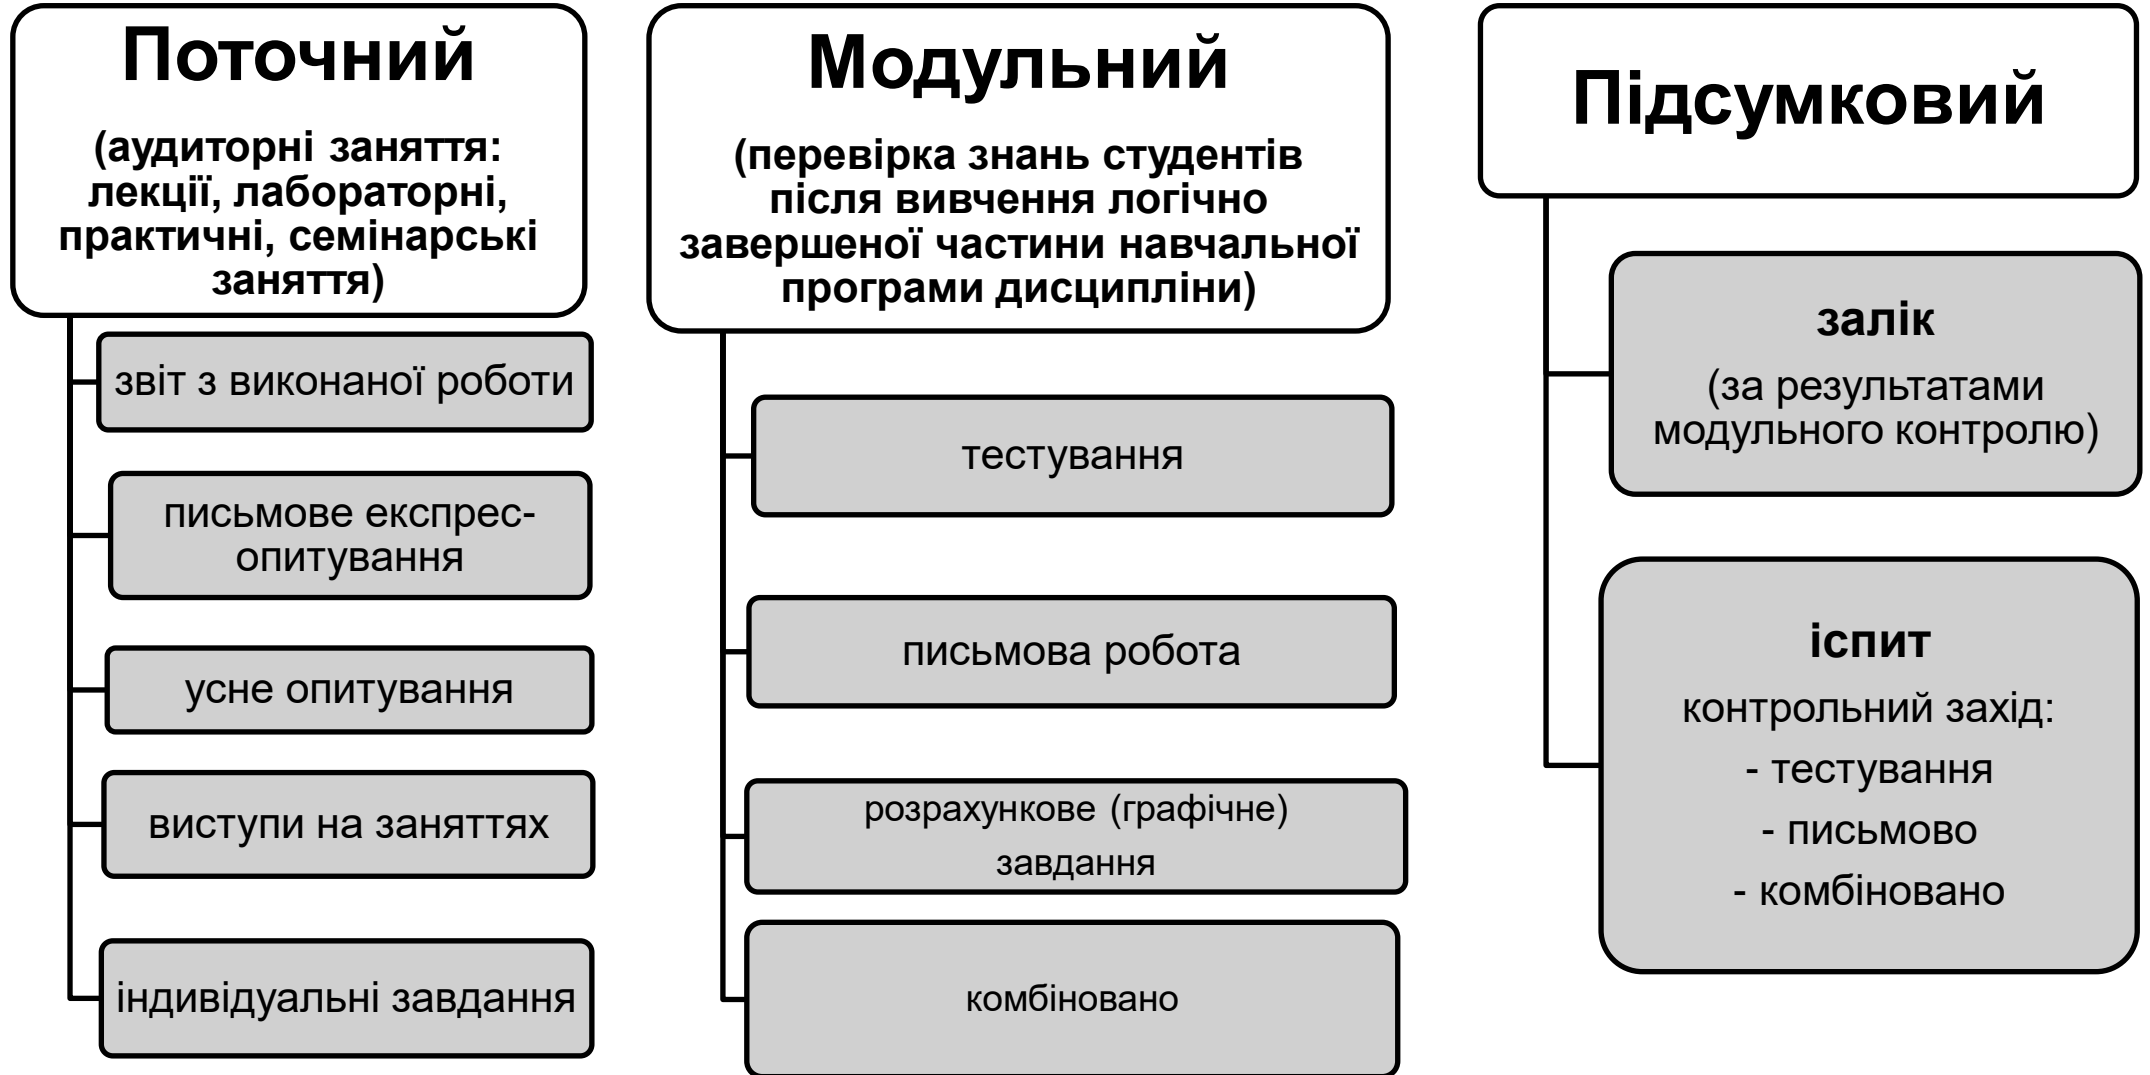 Поточний
(аудиторні заняття:
лекції, лабораторні,
практичні, семінарські
заняття)
звіт з виконаної роботи
письмове експрес-
опитування
усне опитування
виступи на заняттях
індивідуальні завдання
Модульний
(перевірка знань студентів
після вивчення логічно
завершеної частини навчальної
програми дисципліни)
тестування
письмова робота
розрахункове (графічне)
завдання
комбіновано
Підсумковий
залік
(за результатами
модульного контролю)
іспит
контрольний захід:
- тестування
- письмово
- комбіновано